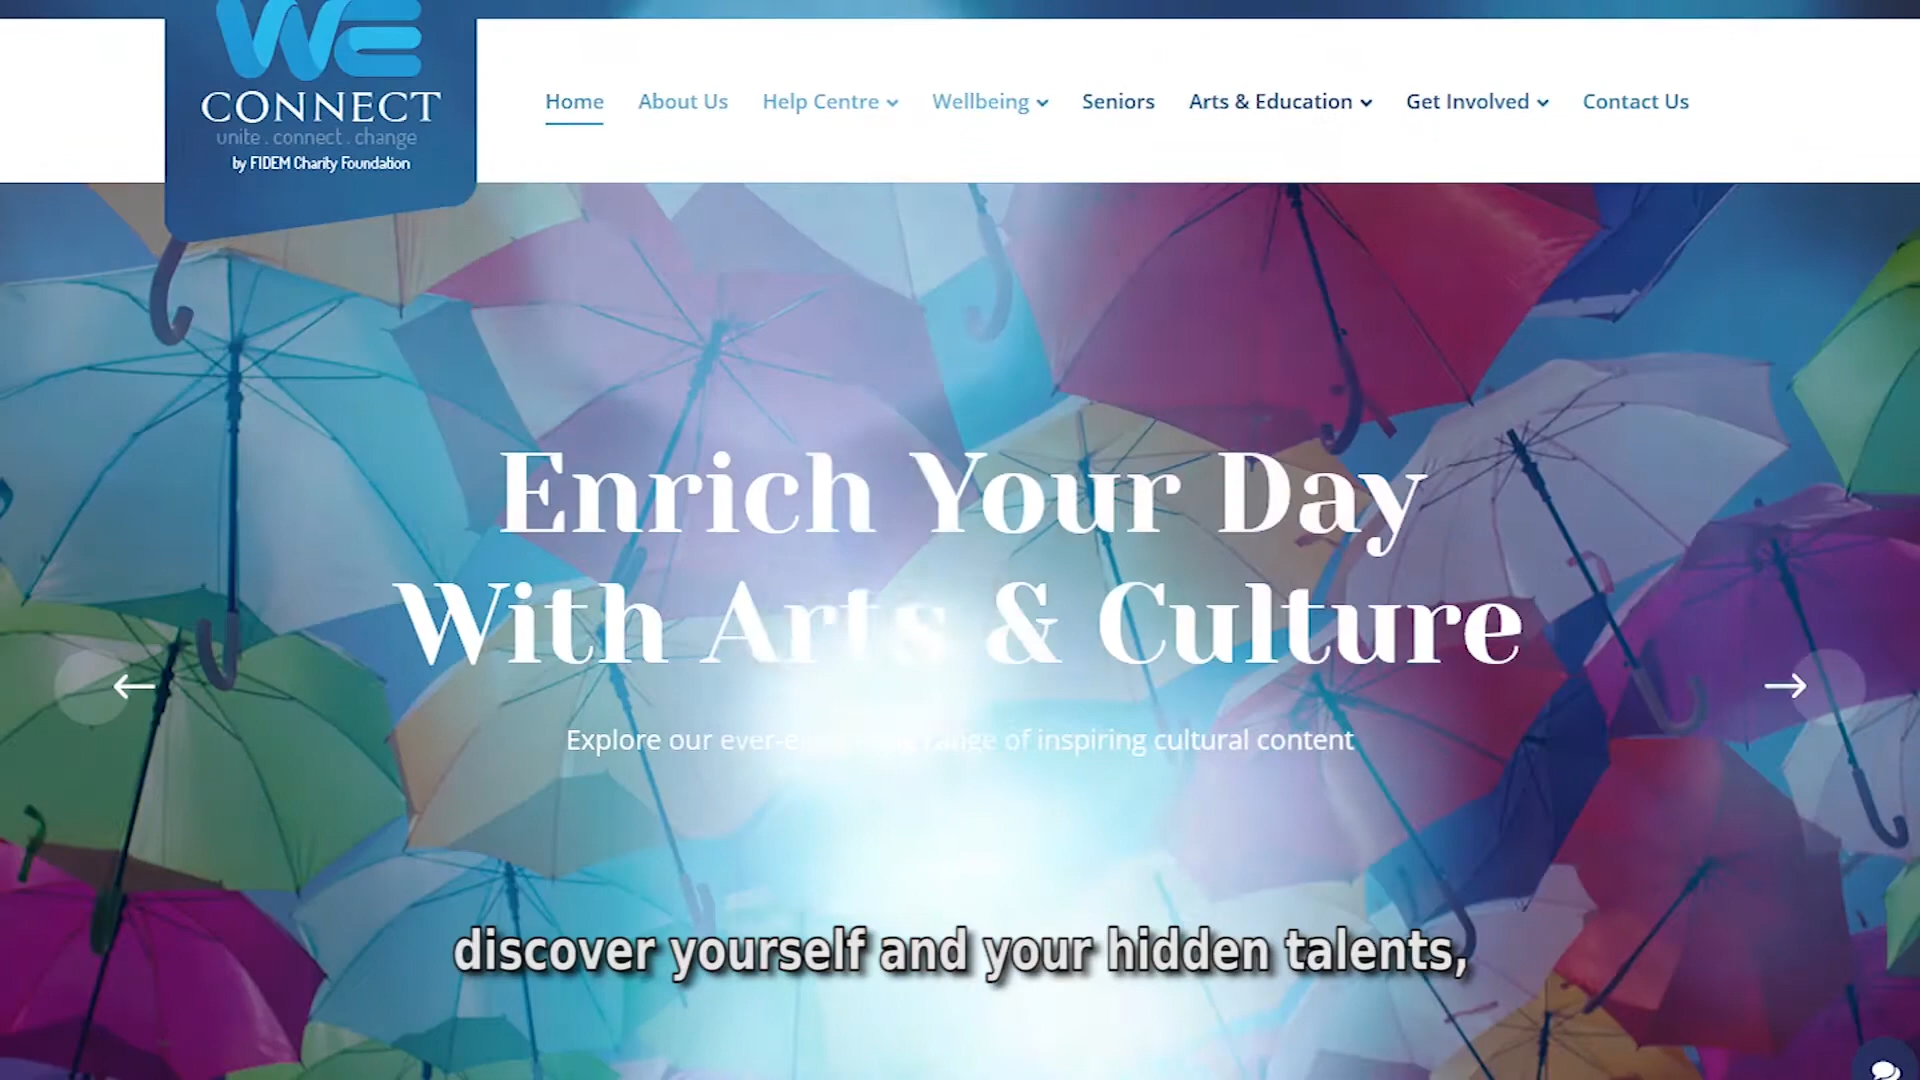 WE
CONNECT
unite . connect . change
by FIDEM Charity Foundation
Home About Us Help Centre Wellbeing Seniors Arts & Education Get Involved Contact Us
Enrich Your Day
With Arts & Culture
Explore our of inspiring cultural content
discover yourself and your hidden talents,